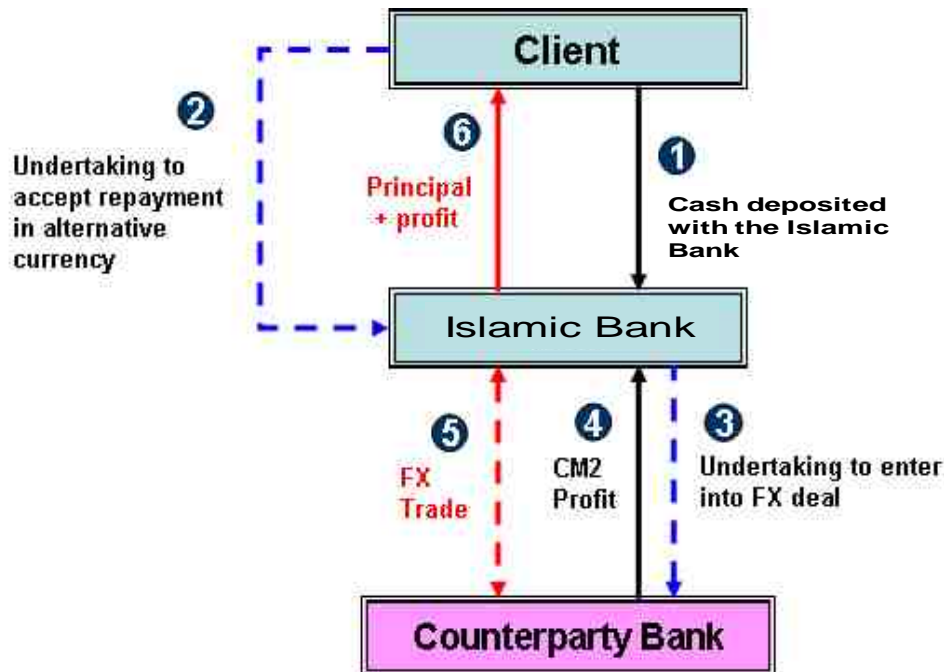 Client
2
Undertaking to
accept repayment
in alternative
currency
6
Principal
+ profit
1
Cash deposited
with the Islamic
Bank
Islamic Bank
5
FX
Trade
4
CM2
Profit
3
Undertaking to enter
into FX deal
Counterparty Bank